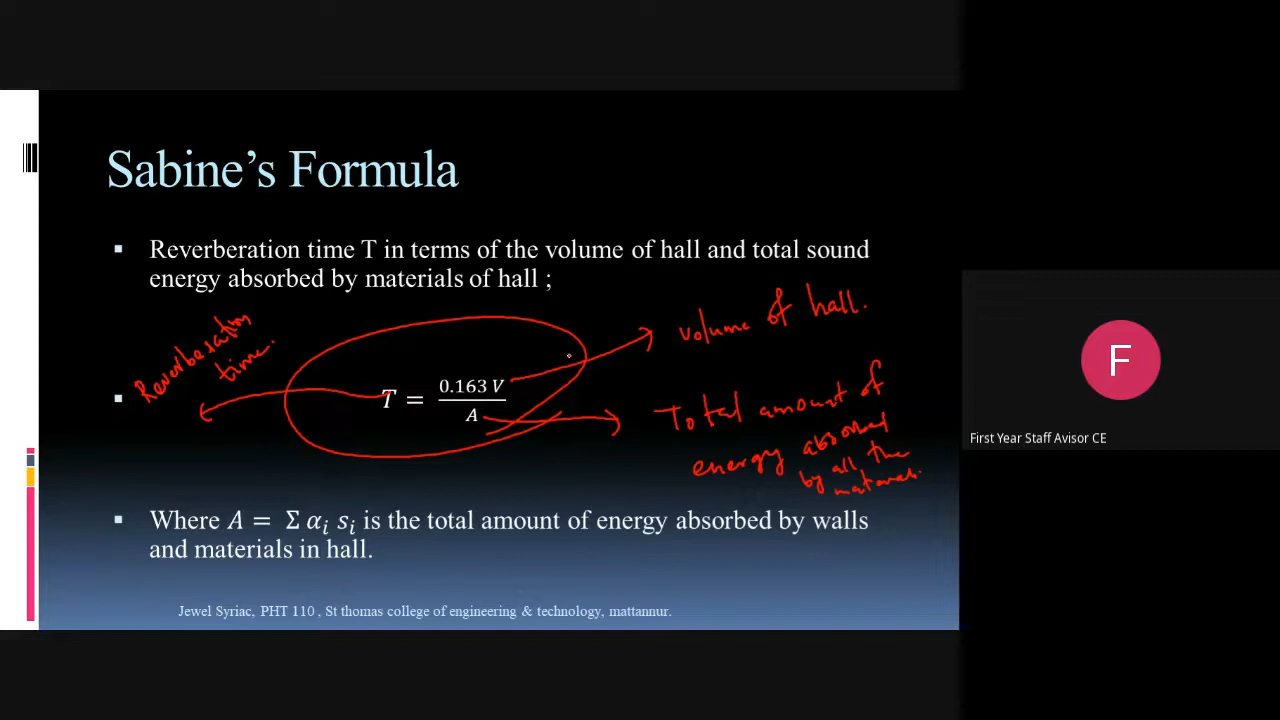 Sabine's Formula
▪ Reverberation time T in terms of the volume of hall and total sound
energy absorbed by materials of hall ;
Reverberation
time.
volume of hall.
▪ T = 0.163 V / A
Total amount of
energy absorbed
by all the
materials.
▪ Where A = Σ αᵢ sᵢ is the total amount of energy absorbed by walls
and materials in hall.
Jewel Syriac, PHT 110 , St thomas college of engineering & technology, mattannur.
F
First Year Staff Avisor CE